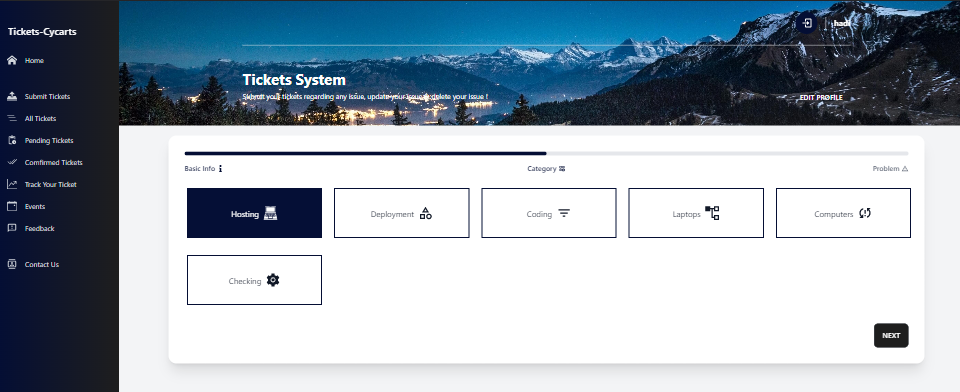 Tickets-Cycarts
Home
Submit Tickets
All Tickets
Pending Tickets
Comfirmed Tickets
Track Your Ticket
Events
Feedback
Contact Us
hadi
Tickets System
Submit your tickets regarding any issue, update your issue, delete your issue !
EDIT PROFILE
Basic Info
Category
Problem
Hosting
Deployment
Coding
Laptops
Computers
Checking
NEXT